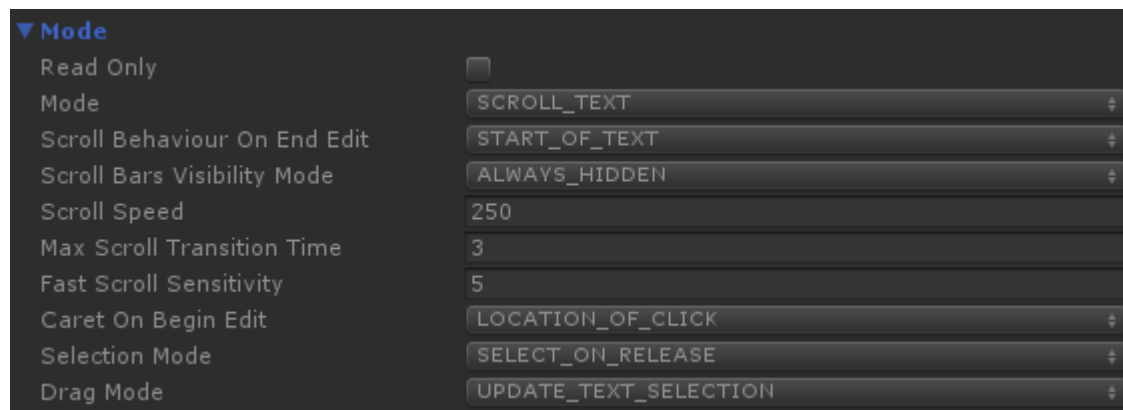 Mode
Read Only
Mode SCROLL_TEXT
Scroll Behaviour On End Edit START_OF_TEXT
Scroll Bars Visibility Mode ALWAYS_HIDDEN
Scroll Speed 250
Max Scroll Transition Time 3
Fast Scroll Sensitivity 5
Caret On Begin Edit LOCATION_OF_CLICK
Selection Mode SELECT_ON_RELEASE
Drag Mode UPDATE_TEXT_SELECTION